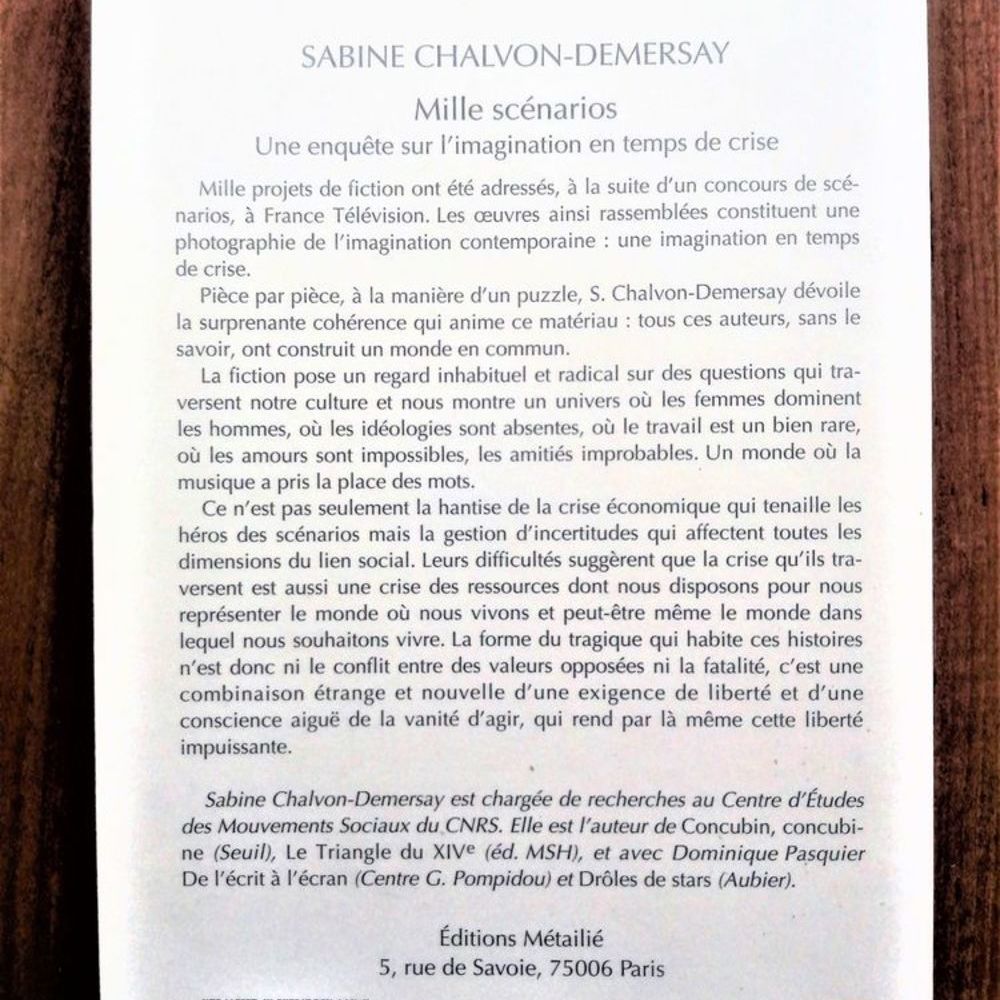 SABINE CHALVON-DEMERSAY
Mille scénarios
Une enquête sur l'imagination en temps de crise
Mille projets de fiction ont été adressés, à la suite d'un concours de scé-
narios, à France Télévision. Les œuvres ainsi rassemblées constituent une
photographie de l'imagination contemporaine : une imagination en temps
de crise.
Pièce par pièce, à la manière d'un puzzle, S. Chalvon-Demersay dévoile
la surprenante cohérence qui anime ce matériau : tous ces auteurs, sans le
savoir, ont construit un monde en commun.
La fiction pose un regard inhabituel et radical sur des questions qui tra-
versent notre culture et nous montre un univers où les femmes dominent
les hommes, où les idéologies sont absentes, où le travail est un bien rare,
où les amours sont impossibles, les amitiés improbables. Un monde où la
musique a pris la place des mots.
Ce n'est pas seulement la hantise de la crise économique qui tenaille les
héros des scénarios mais la gestion d'incertitudes qui affectent toutes les
dimensions du lien social. Leurs difficultés suggèrent que la crise qu'ils tra-
versent est aussi une crise des ressources dont nous disposons pour nous
représenter le monde où nous vivons et peut-être même le monde dans
lequel nous souhaitons vivre. La forme du tragique qui habite ces histoires
n'est donc ni le conflit entre des valeurs opposées ni la fatalité, c'est une
combinaison étrange et nouvelle d'une exigence de liberté et d'une
conscience aiguë de la vanité d'agir, qui rend par là même cette liberté
impuissante.
Sabine Chalvon-Demersay est chargée de recherches au Centre d'Études
des Mouvements Sociaux du CNRS. Elle est l'auteur de Concubin, concubi-
ne (Seuil), Le Triangle du XIVe (éd. MSH), et avec Dominique Pasquier
De l'écrit à l'écran (Centre G. Pompidou) et Drôles de stars (Aubier).
Éditions Métailié
5, rue de Savoie, 75006 Paris